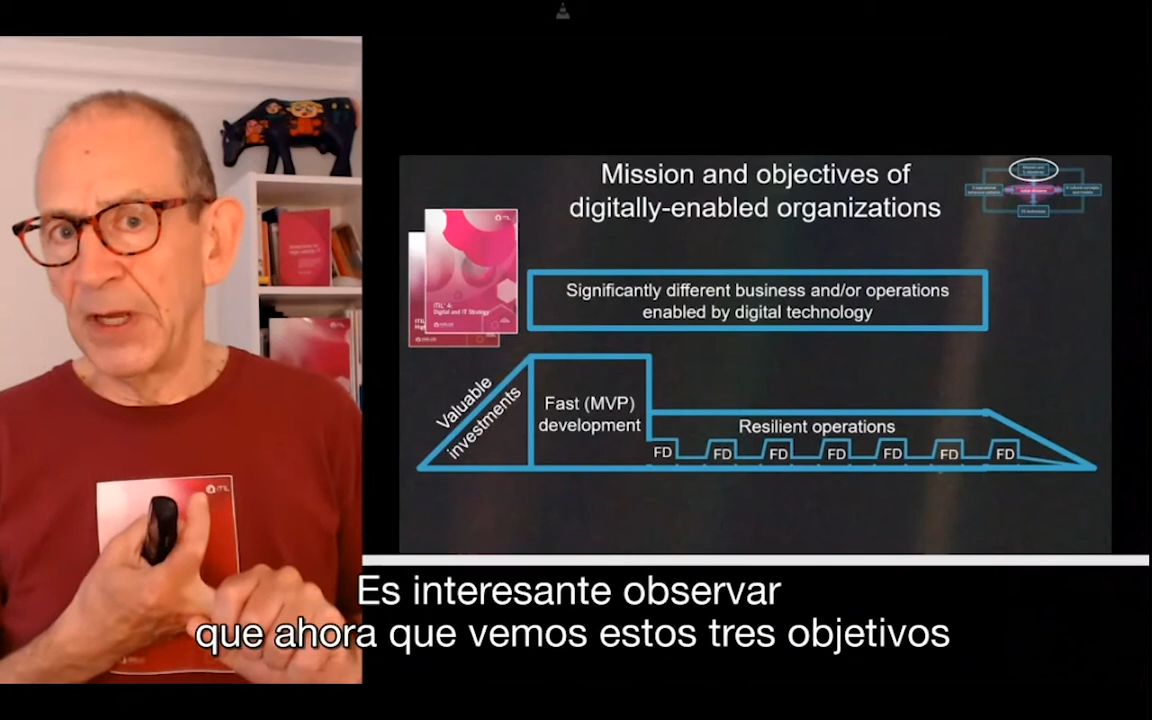 Mission and objectives of
digitally-enabled organizations
ITIL 4:
Digital and IT Strategy
Significantly different business and/or operations
enabled by digital technology
Valuable
investments
Fast (MVP)
development
Resilient operations
FD
FD
FD
FD
FD
FD
FD
ITIL
Es interesante observar
que ahora que vemos estos tres objetivos